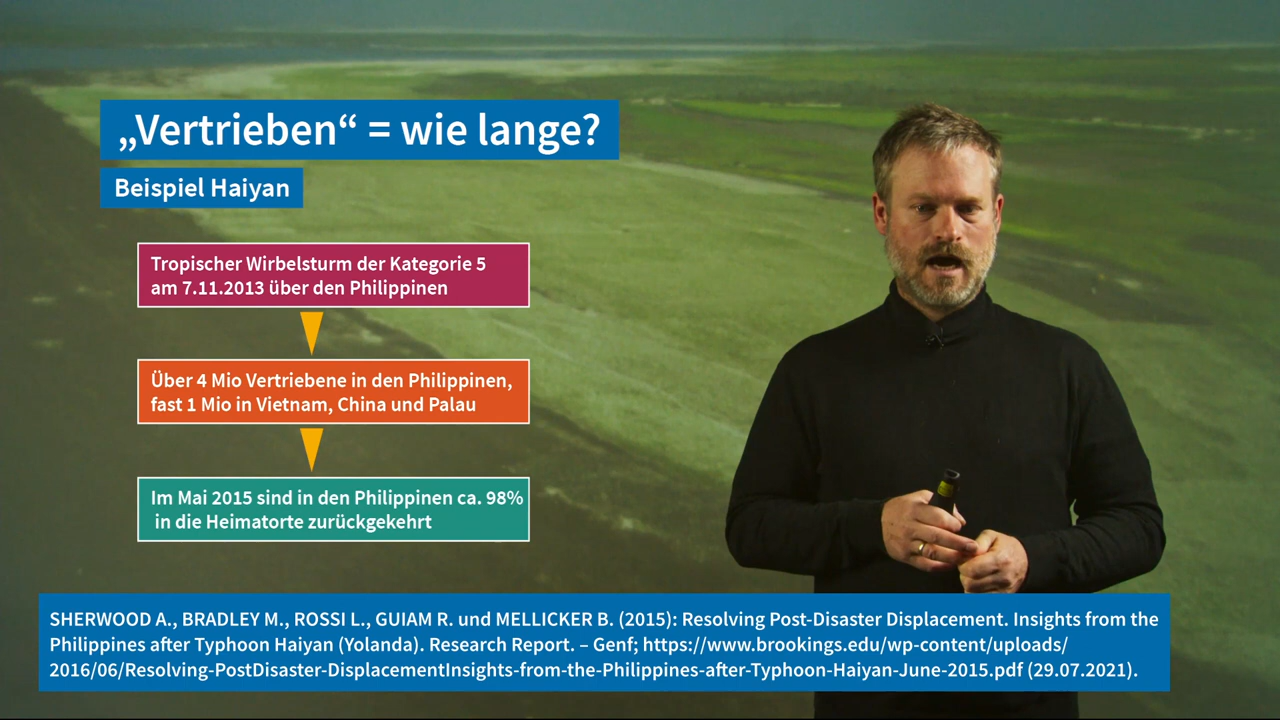 „Vertrieben“ = wie lange?
Beispiel Haiyan
Tropischer Wirbelsturm der Kategorie 5
am 7.11.2013 über den Philippinen
Über 4 Mio Vertriebene in den Philippinen,
fast 1 Mio in Vietnam, China und Palau
Im Mai 2015 sind in den Philippinen ca. 98%
in die Heimatorte zurückgekehrt
SHERWOOD A., BRADLEY M., ROSSI L., GUIAM R. und MELLICKER B. (2015): Resolving Post-Disaster Displacement. Insights from the
Philippines after Typhoon Haiyan (Yolanda). Research Report. – Genf; https://www.brookings.edu/wp-content/uploads/
2016/06/Resolving-PostDisaster-DisplacementInsights-from-the-Philippines-after-Typhoon-Haiyan-June-2015.pdf (29.07.2021).